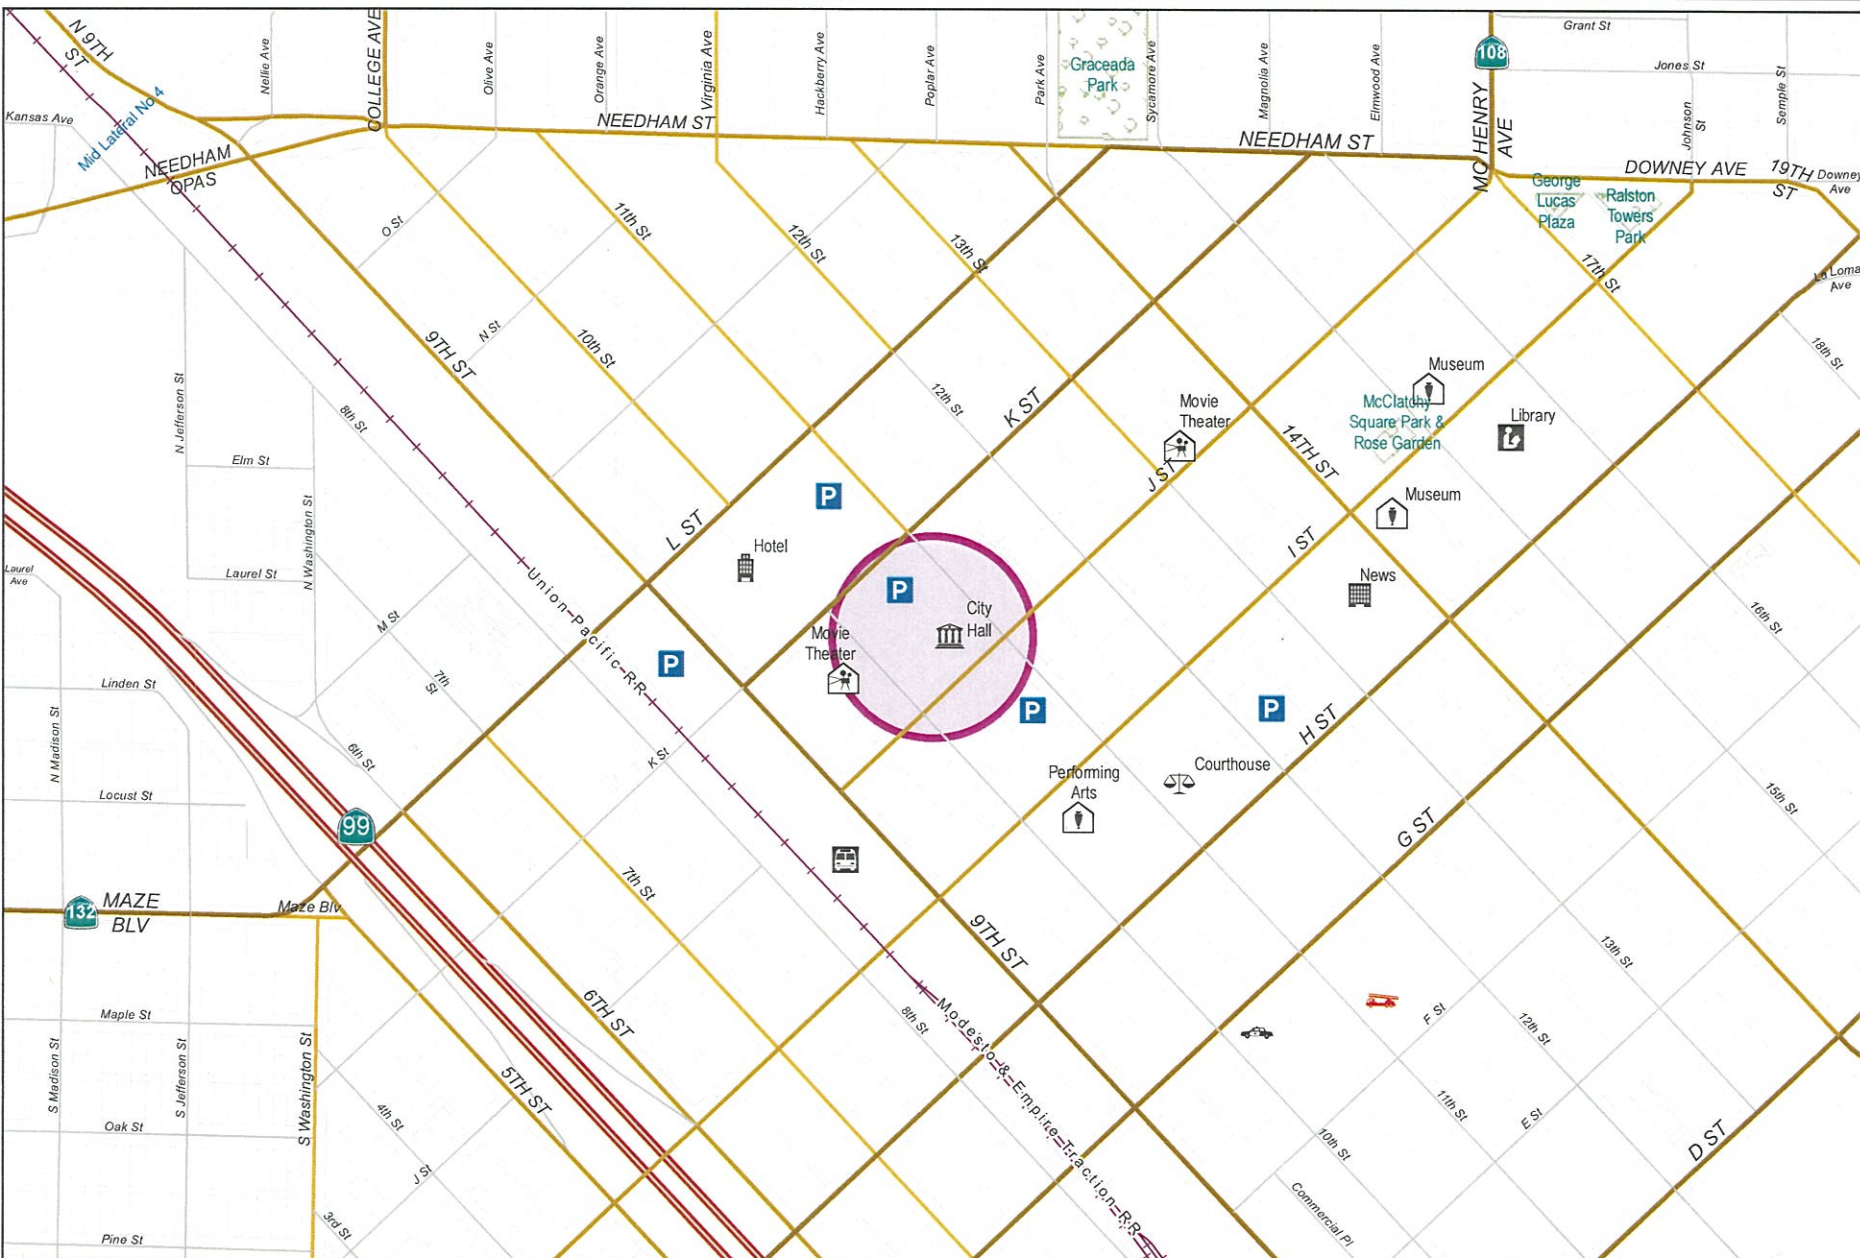 N 9TH
ST
Nellie Ave
COLLEGE AVE
Olive Ave
Orange Ave
Virginia Ave
Hackberry Ave
Poplar Ave
Park Ave
Graceada
Park
Sycamore Ave
Magnolia Ave
Elmwood Ave
108
MC HENRY
AVE
Grant St
Jones St
Johnson
St
Semple St
Kansas Ave
Mid Lateral No 4
NEEDHAM
OPAS
NEEDHAM ST
NEEDHAM ST
DOWNEY AVE
19TH
ST
Downey
Ave
George
Lucas
Plaza
Ralston
Towers
Park
La Loma
Ave
O St
11th St
12th St
13th St
17th St
18th St
N St
9TH ST
10th St
12th St
K ST
Museum
McClatchy
Square Park &
Rose Garden
Library
Movie
Theater
J ST
14TH ST
N Jefferson St
8th St
Elm St
N Washington St
Laurel St
Laurel
Ave
L ST
P
Hotel
I ST
Museum
News
Union Pacific RR
P
City
Hall
Movie
Theater
P
P
P
16th St
M St
7th
St
Linden St
N Madison St
6th St
K St
Locust St
99
H ST
Performing
Arts
Courthouse
G ST
15th St
132
MAZE
BLV
Maze Blv
7th St
9TH ST
13th St
6TH ST
8th St
Modesto & Empire Traction RR
F St
12th St
Maple St
S Madison St
S Jefferson St
S Washington St
5TH ST
4th St
11th St
E St
10th St
D ST
Oak St
J St
Commercial Pl
3rd St
Pine St